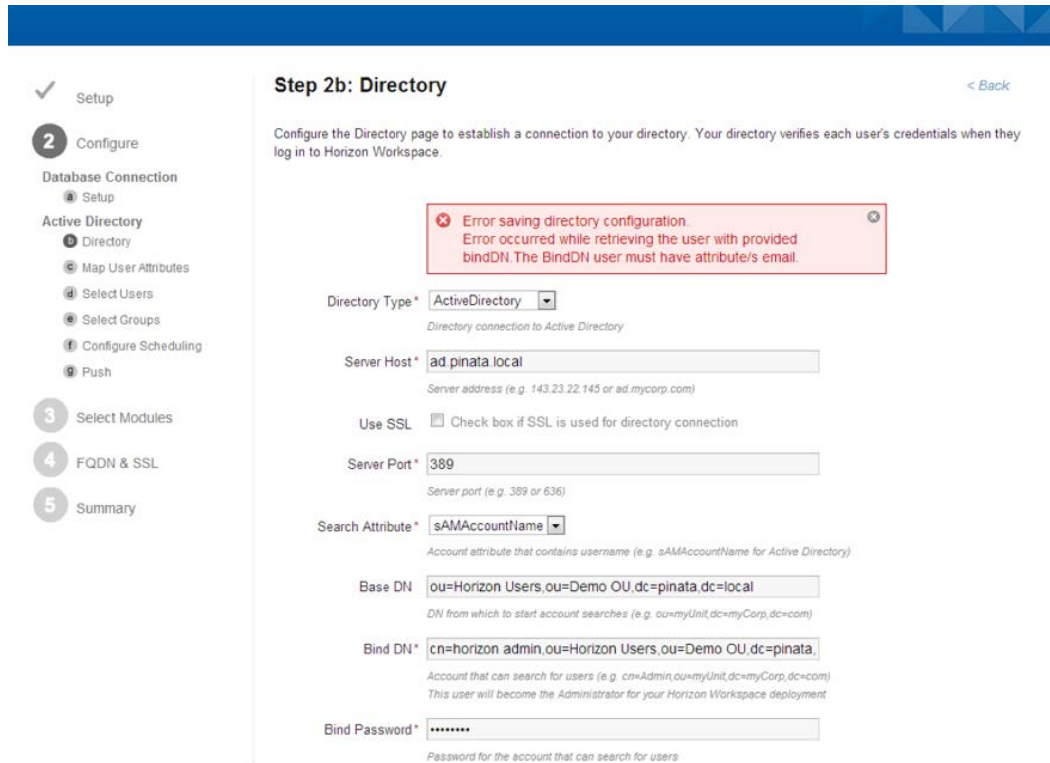 Step 2b: Directory
< Back
Configure the Directory page to establish a connection to your directory. Your directory verifies each user's credentials when they
log in to Horizon Workspace.
Setup
2 Configure
Database Connection
a Setup
Active Directory
b Directory
c Map User Attributes
d Select Users
e Select Groups
f Configure Scheduling
g Push
3 Select Modules
4 FQDN & SSL
5 Summary
Error saving directory configuration.
Error occurred while retrieving the user with provided
bindDN.The BindDN user must have attribute/s email.
Directory Type* ActiveDirectory
Directory connection to Active Directory
Server Host* ad.pinata.local
Server address (e.g. 143.23.22.145 or ad.mycorp.com)
Use SSL Check box if SSL is used for directory connection
Server Port* 389
Server port (e.g. 389 or 636)
Search Attribute* sAMAccountName
Account attribute that contains username (e.g. sAMAccountName for Active Directory)
Base DN ou=Horizon Users,ou=Demo OU,dc=pinata,dc=local
DN from which to start account searches (e.g. ou=myUnit,dc=myCorp,dc=com)
Bind DN* cn=horizon admin,ou=Horizon Users,ou=Demo OU,dc=pinata,
Account that can search for users (e.g. cn=Admin,ou=myUnit,dc=myCorp,dc=com)
This user will become the Administrator for your Horizon Workspace deployment
Bind Password* ••••••••
Password for the account that can search for users